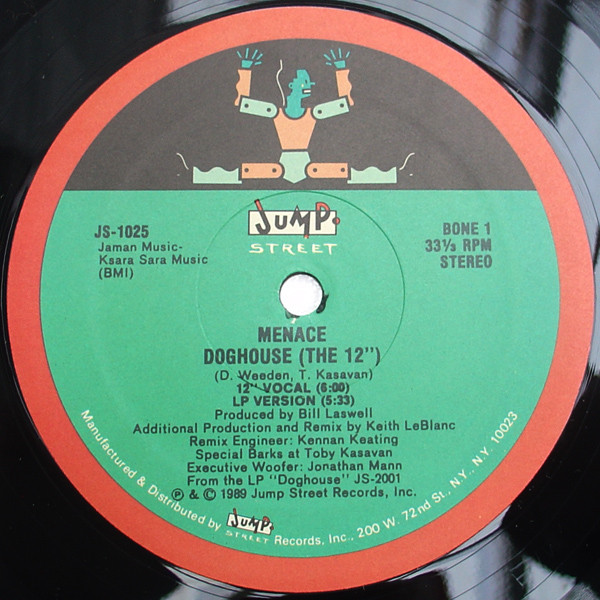 JUMP.
STREET
JS-1025
Jaman Music-
Ksara Sara Music
(BMI)
BONE 1
33⅓ RPM
STEREO
MENACE
DOGHOUSE (THE 12")
(D. Weeden, T. Kasavan)
12" VOCAL (6:00)
LP VERSION (5:33)
Produced by Bill Laswell
Additional Production and Remix by Keith LeBlanc
Remix Engineer: Kennan Keating
Special Barks at Toby Kasavan
Executive Woofer: Jonathan Mann
From the LP "Doghouse" JS-2001
℗ & © 1989 Jump Street Records, Inc.
Manufactured & Distributed by JUMP. STREET Records, Inc., 200 W. 72nd St., N.Y., N.Y. 10023